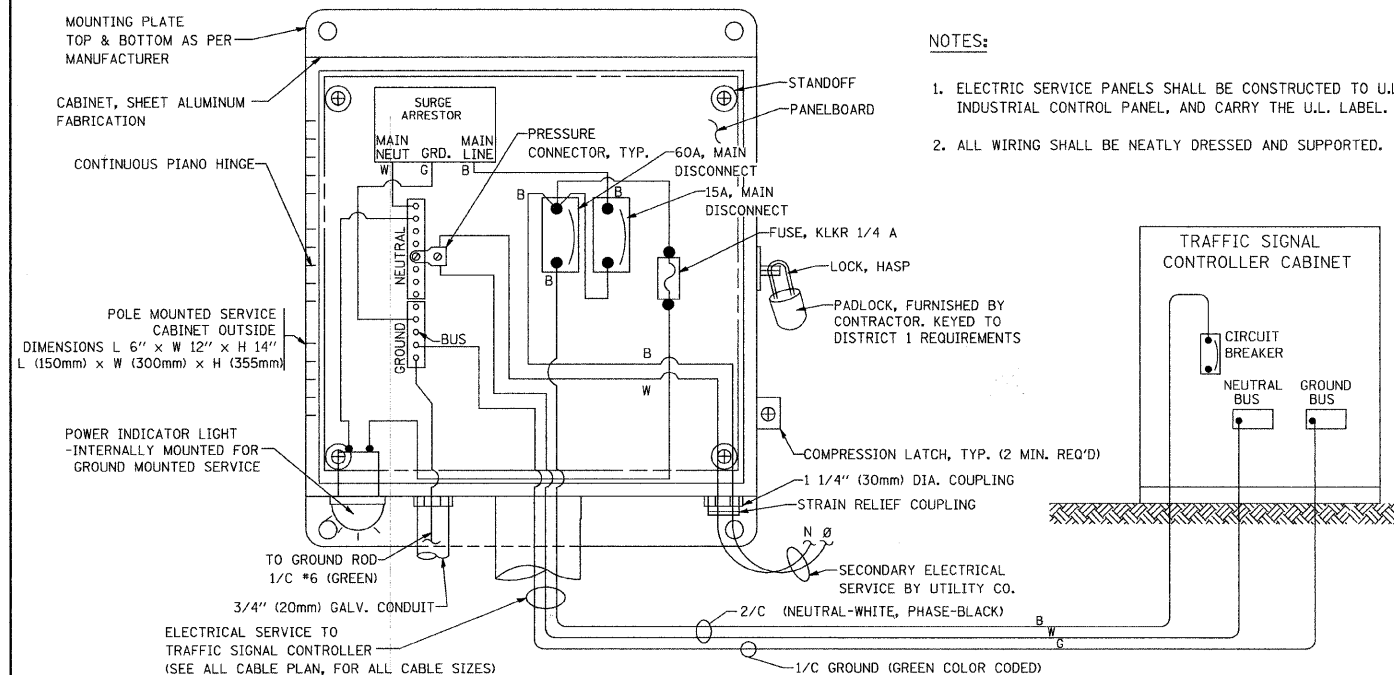 MOUNTING PLATE
TOP & BOTTOM AS PER
MANUFACTURER
CABINET, SHEET ALUMINUM
FABRICATION
CONTINUOUS PIANO HINGE
POLE MOUNTED SERVICE
CABINET OUTSIDE
DIMENSIONS L 6" x W 12" x H 14"
L (150mm) x W (300mm) x H (355mm)
POWER INDICATOR LIGHT
-INTERNALLY MOUNTED FOR
GROUND MOUNTED SERVICE
SURGE
ARRESTOR
MAIN
NEUT
GRD.
MAIN
LINE
W
G
B
NEUTRAL
GROUND
BUS
PRESSURE
CONNECTOR, TYP.
STANDOFF
PANELBOARD
60A, MAIN
DISCONNECT
15A, MAIN
DISCONNECT
B
B
B
FUSE, KLKR 1/4 A
LOCK, HASP
PADLOCK, FURNISHED BY
CONTRACTOR. KEYED TO
DISTRICT 1 REQUIREMENTS
B
W
COMPRESSION LATCH, TYP. (2 MIN. REQ'D)
1 1/4" (30mm) DIA. COUPLING
STRAIN RELIEF COUPLING
N Ø
SECONDARY ELECTRICAL
SERVICE BY UTILITY CO.
TO GROUND ROD
1/C #6 (GREEN)
3/4" (20mm) GALV. CONDUIT
ELECTRICAL SERVICE TO
TRAFFIC SIGNAL CONTROLLER
(SEE ALL CABLE PLAN, FOR ALL CABLE SIZES)
2/C (NEUTRAL-WHITE, PHASE-BLACK)
B
W
G
1/C GROUND (GREEN COLOR CODED)
NOTES:
1. ELECTRIC SERVICE PANELS SHALL BE CONSTRUCTED TO
INDUSTRIAL CONTROL PANEL, AND CARRY THE U.L. LABEL.
2. ALL WIRING SHALL BE NEATLY DRESSED AND SUPPORTED.
TRAFFIC SIGNAL
CONTROLLER CABINET
CIRCUIT
BREAKER
NEUTRAL
BUS
GROUND
BUS